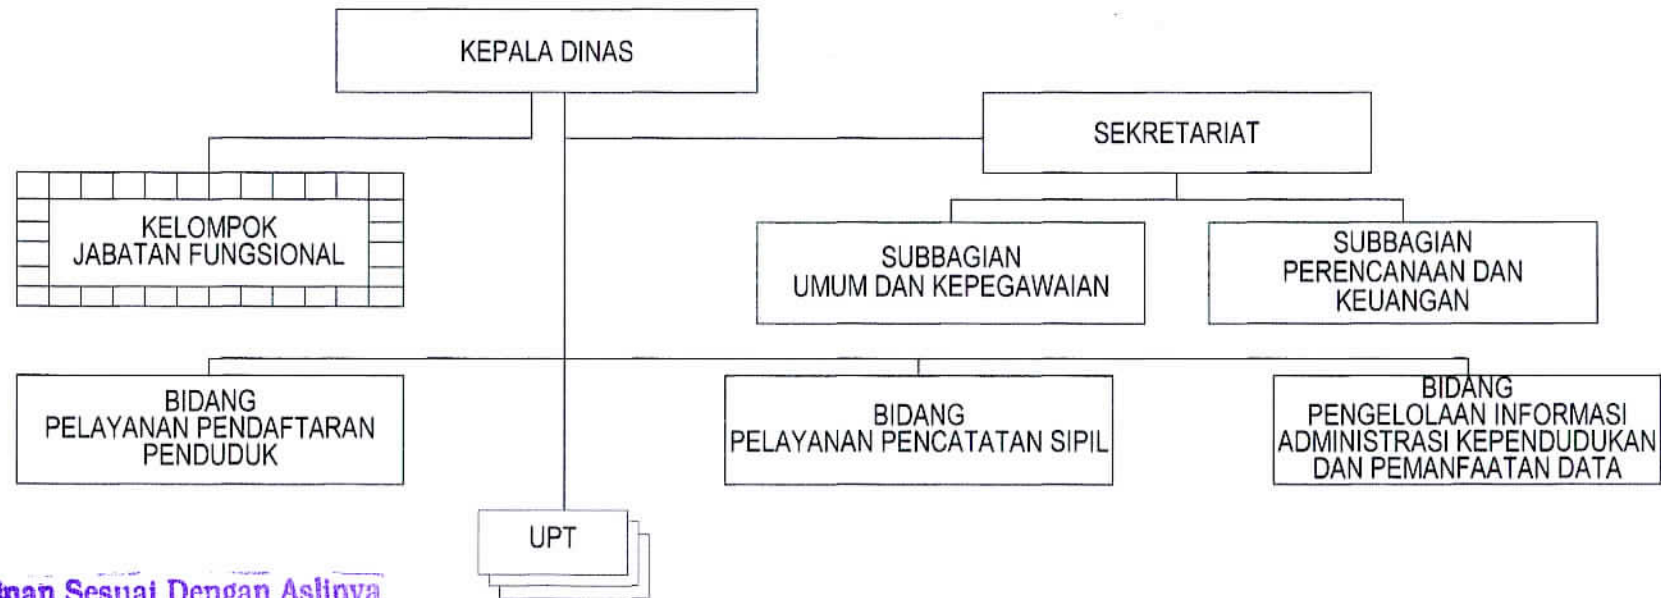 KEPALA DINAS
SEKRETARIAT
KELOMPOK
JABATAN FUNGSIONAL
SUBBAGIAN
UMUM DAN KEPEGAWAIAN
SUBBAGIAN
PERENCANAAN DAN
KEUANGAN
BIDANG
PELAYANAN PENDAFTARAN
PENDUDUK
BIDANG
PELAYANAN PENCATATAN SIPIL
BIDANG
PENGELOLAAN INFORMASI
ADMINISTRASI KEPENDUDUKAN
DAN PEMANFAATAN DATA
UPT
Sesuai Dengan Aslinya